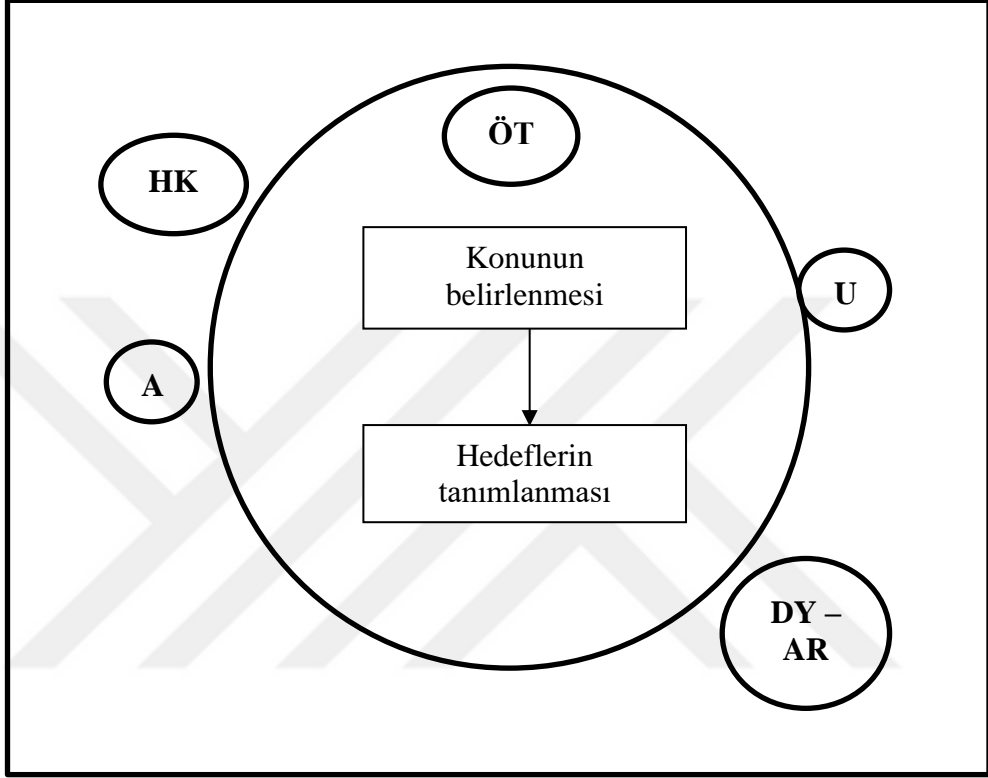 ÖT
HK
Konunun
belirlenmesi
U
A
Hedeflerin
tanımlanması
DY –
AR